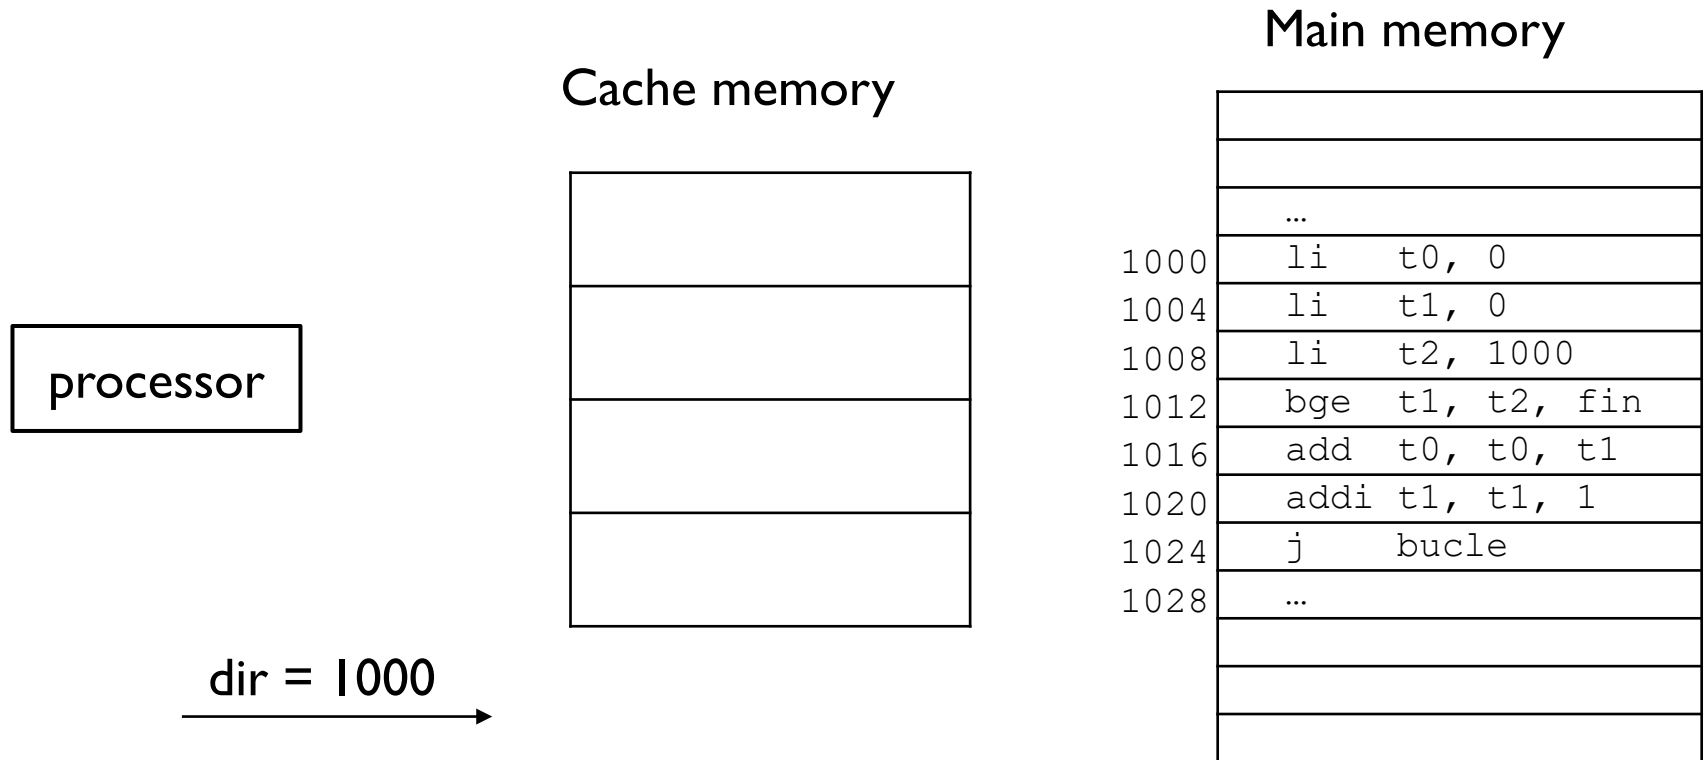 Main memory
Cache memory
…
1000 li t0, 0
1004 li t1, 0
1008 li t2, 1000
processor
1012 bge t1, t2, fin
1016 add t0, t0, t1
1020 addi t1, t1, 1
1024 j bucle
1028 …
dir = 1000